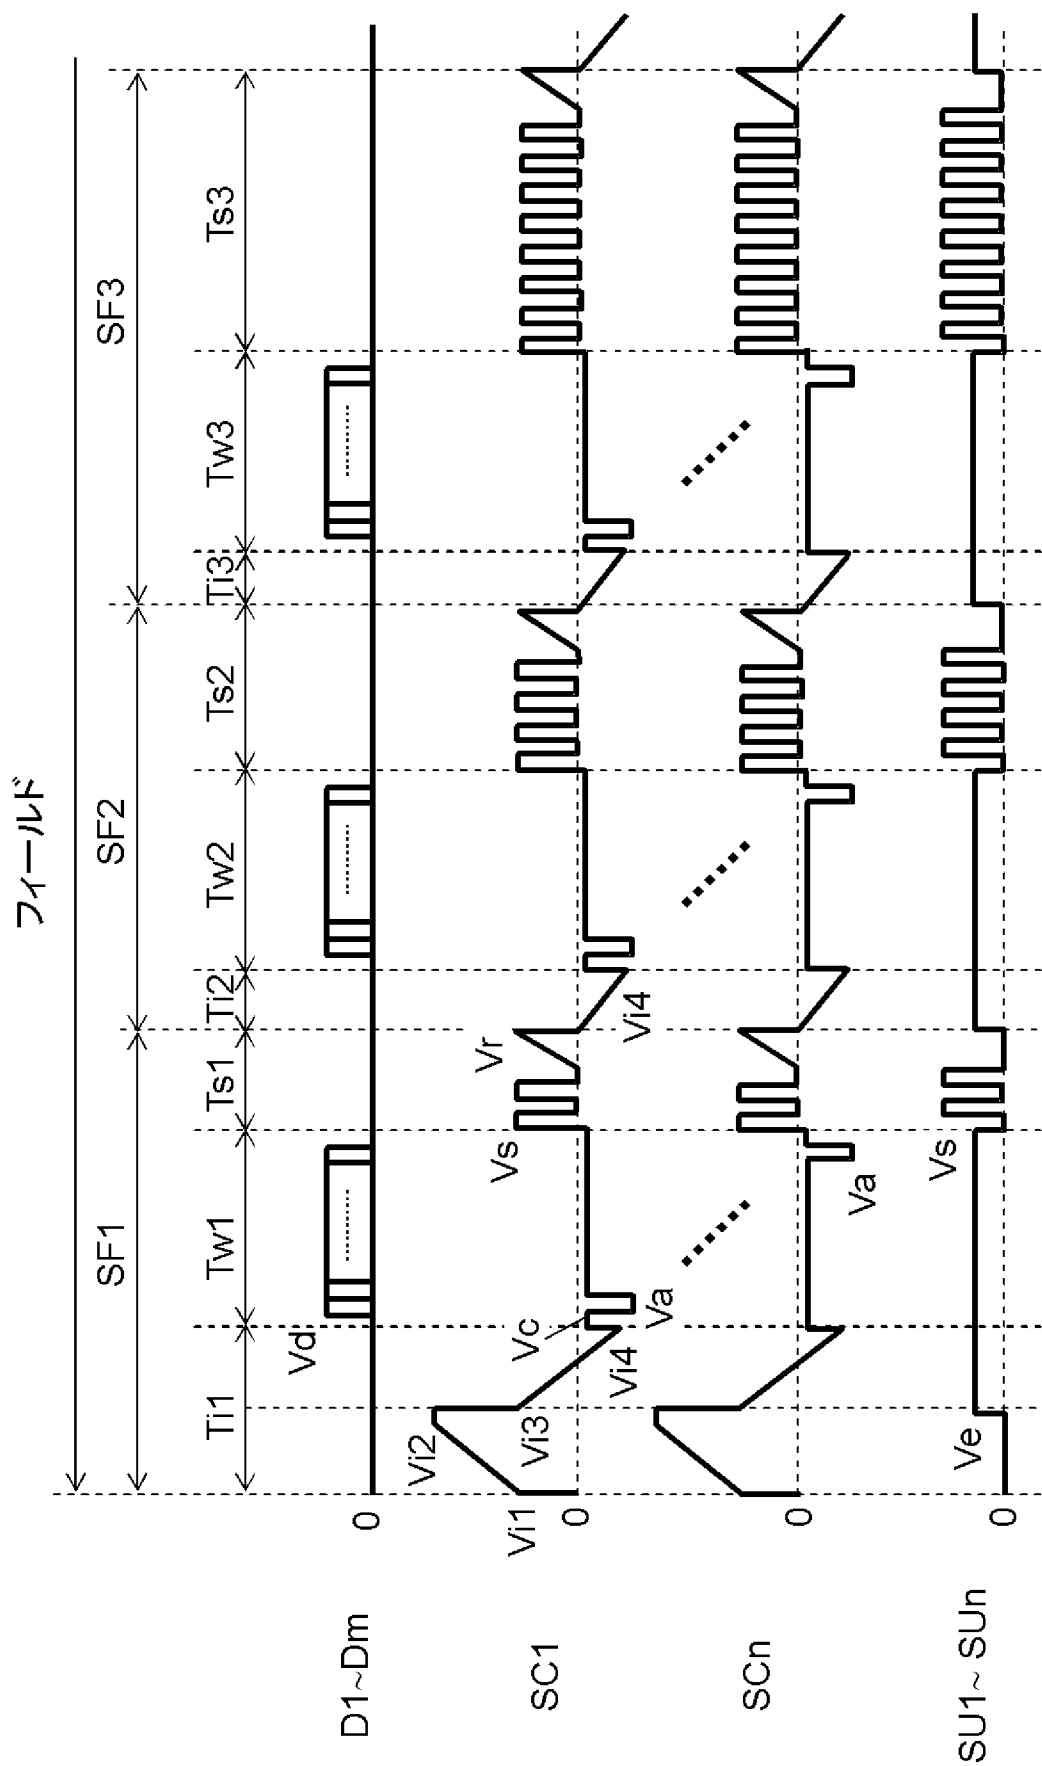 フィールド
SF1 SF2 SF3
Ti1 Tw1 Ts1 Ti2 Tw2 Ts2 Ti3 Tw3 Ts3
Vd
D1~Dm 0
Vi2
Vs Vr
Vi1 Vi3 Vc
SC1 0
Vi4 Va Vi4
SCn 0
Va
Ve Vs
SU1~ SUn 0